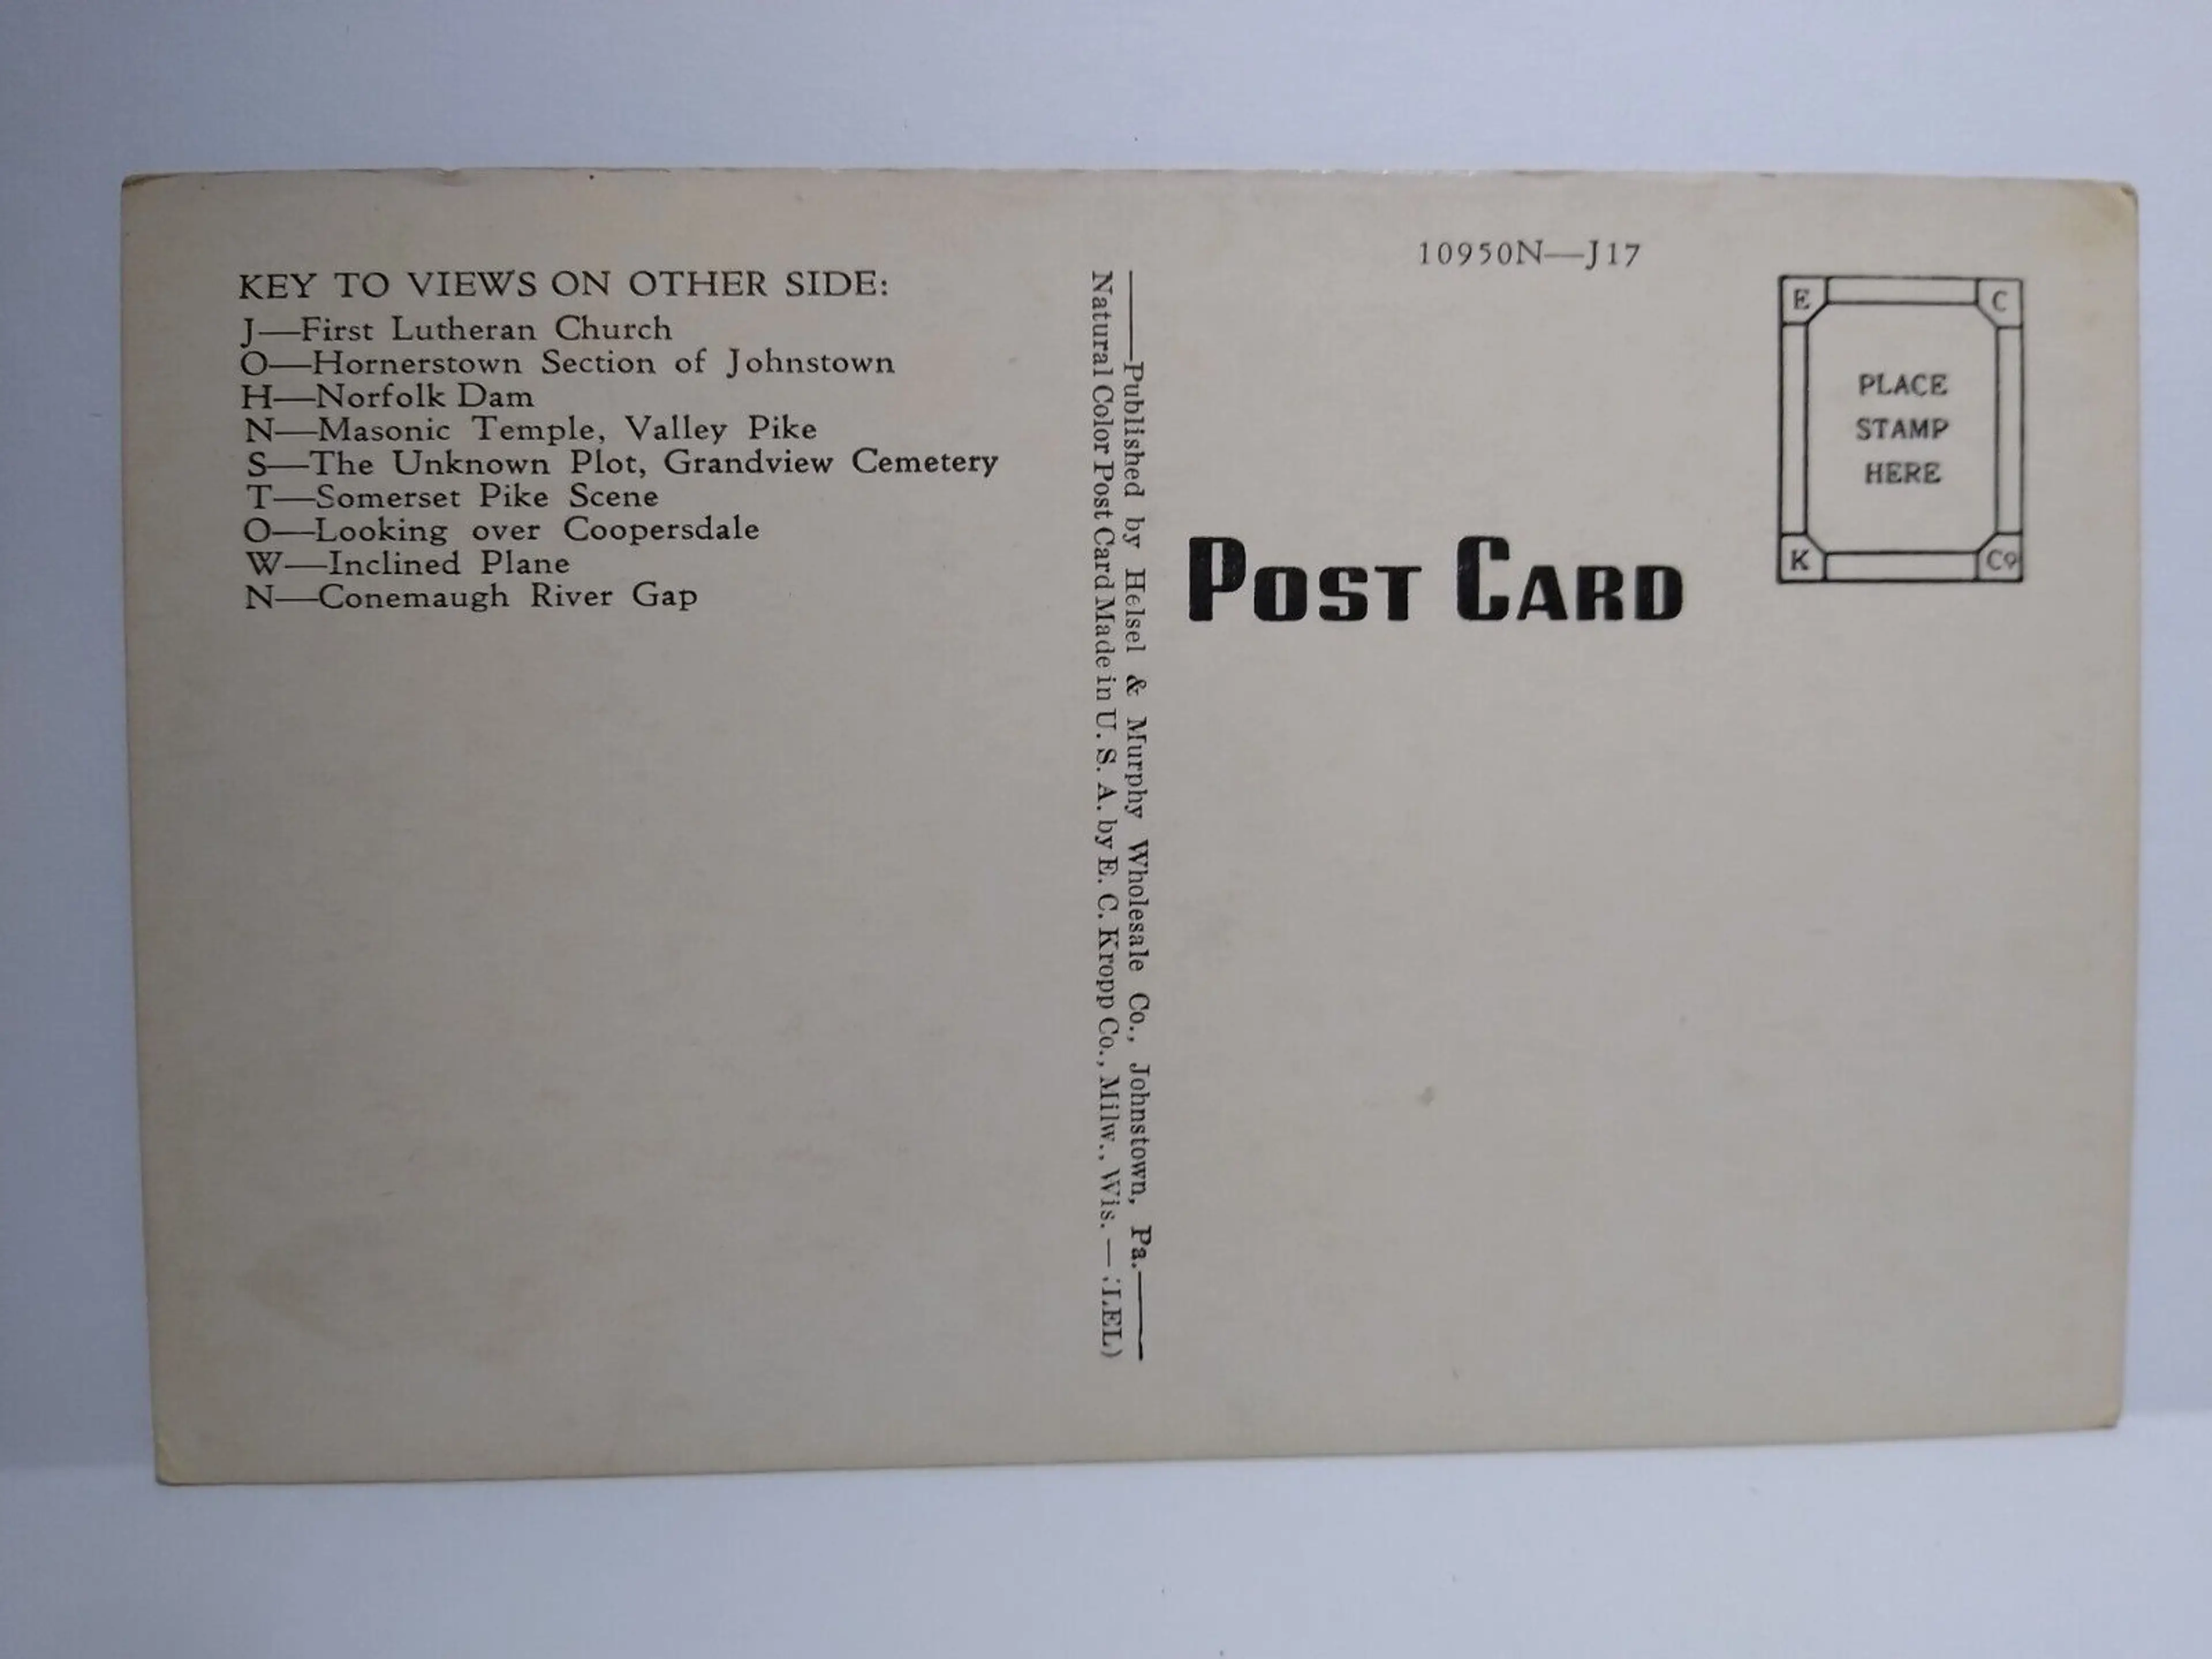 KEY TO VIEWS ON OTHER SIDE:
J—First Lutheran Church
O—Hornerstown Section of Johnstown
H—Norfolk Dam
N—Masonic Temple, Valley Pike
S—The Unknown Plot, Grandview Cemetery
T—Somerset Pike Scene
O—Looking over Coopersdale
W—Inclined Plane
N—Conemaugh River Gap
Published by Helsel & Murphy Wholesale Co., Johnstown, Pa.
Natural Color Post Card Made in U. S. A. by E. C. Kropp Co., Milw., Wis. — LEL)
10950N—J17
POST CARD
E C
PLACE
STAMP
HERE
K Co